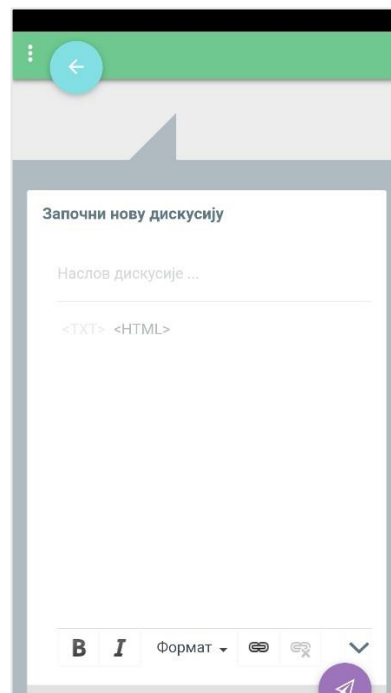 Започни нову дискусију
Наслов дискусије ...
<TXT> <HTML>
B I Формат